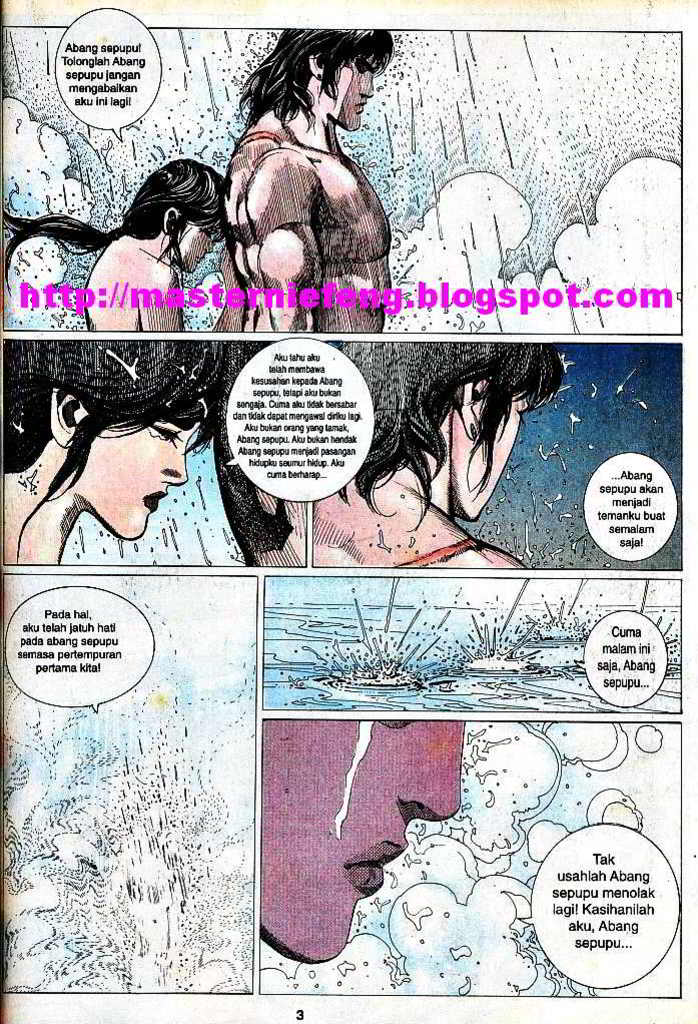 Abang sepupu!
Tolonglah Abang
sepupu jangan
mengabaikan
aku ini lagi!
http://masterniefeng.blogspot.com
Aku tahu aku
telah membawa
kesusahan kepada Abang
sepupu, tetapi aku bukan
sengaja. Cuma aku tidak bersabar
dan tidak dapat mengawal diriku lagi.
Aku bukan orang yang tamak,
Abang sepupu. Aku bukan hendak
Abang sepupu menjadi pasangan
hidupku seumur hidup. Aku
cuma berharap...
...Abang
sepupu akan
menjadi
temanku buat
semalam
saja!
Pada hal,
aku telah jatuh hati
pada abang sepupu
semasa pertempuran
pertama kita!
Cuma
malam ini
saja, Abang
sepupu...
Tak
usahlah Abang
sepupu menolak
lagi! Kasihanilah
aku, Abang
sepupu...
3